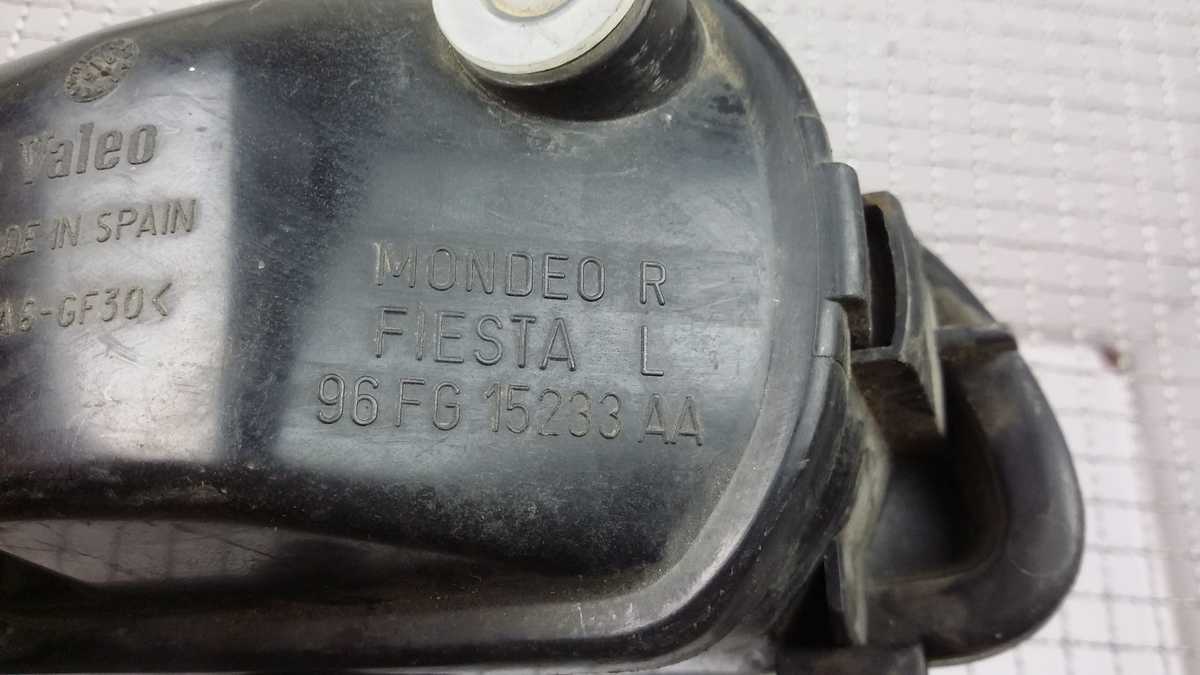 Valeo
DE IN SPAIN
A6-GF30<
MONDEO R
FIESTA L
96 FG 15233 AA